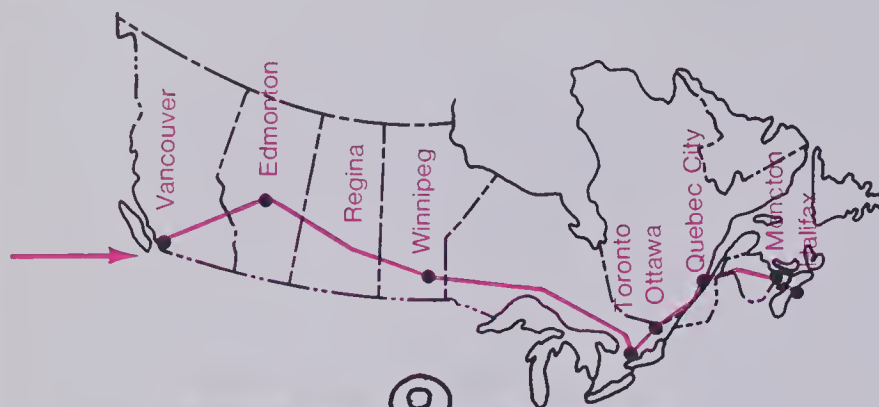 Vancouver
Edmonton
Regina
Winnipeg
Toronto
Ottawa
Quebec City
Moncton
Halifax